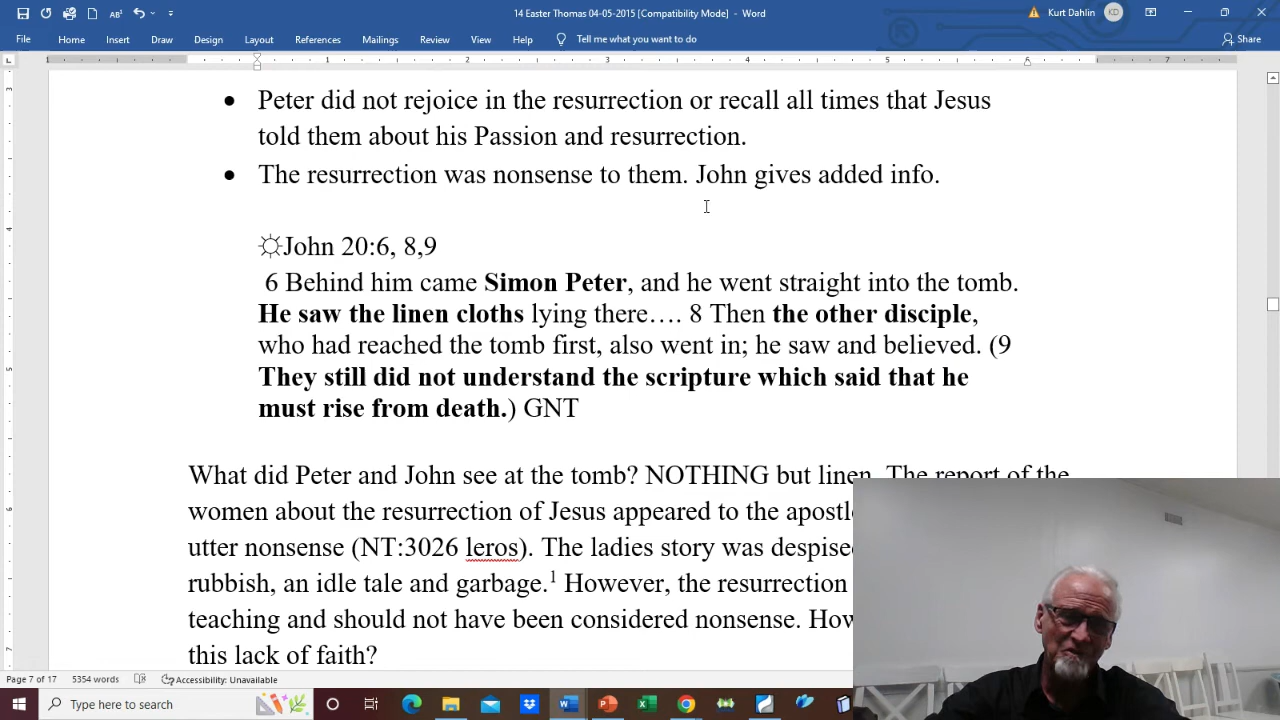 14 Easter Thomas 04-05-2015 [Compatibility Mode] - Word
Kurt Dahlin KD
File Home Insert Draw Design Layout References Mailings Review View Help Tell me what you want to do Share
1 1 2 3 4 5 6 7
• Peter did not rejoice in the resurrection or recall all times that Jesus
told them about his Passion and resurrection.
• The resurrection was nonsense to them. John gives added info.
☼John 20:6, 8,9
6 Behind him came Simon Peter, and he went straight into the tomb.
He saw the linen cloths lying there…. 8 Then the other disciple,
who had reached the tomb first, also went in; he saw and believed. (9
They still did not understand the scripture which said that he
must rise from death.) GNT
What did Peter and John see at the tomb? NOTHING but linen. The report of the
women about the resurrection of Jesus appeared to the
utter nonsense (NT:3026 leros). The ladies story was
rubbish, an idle tale and garbage.1 However, the resurrection
teaching and should not have been considered nonsense.
this lack of faith?
Page 7 of 17 5354 words Accessibility: Unavailable
Type here to search